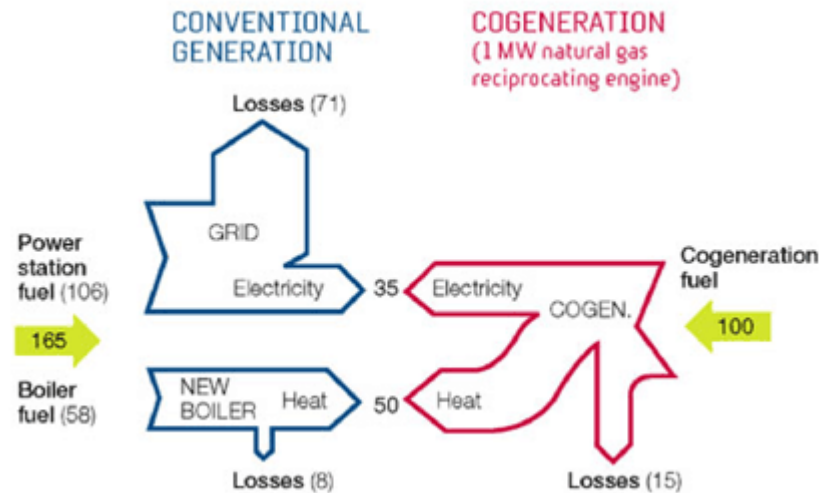 CONVENTIONAL
GENERATION
COGENERATION
(1 MW natural gas
reciprocating engine)
Losses (71)
GRID
Power
station
fuel (106)
Electricity
35
Electricity
COGEN.
Cogeneration
fuel
165
100
Boiler
fuel (58)
NEW
BOILER
Heat
50
Heat
Losses (8)
Losses (15)